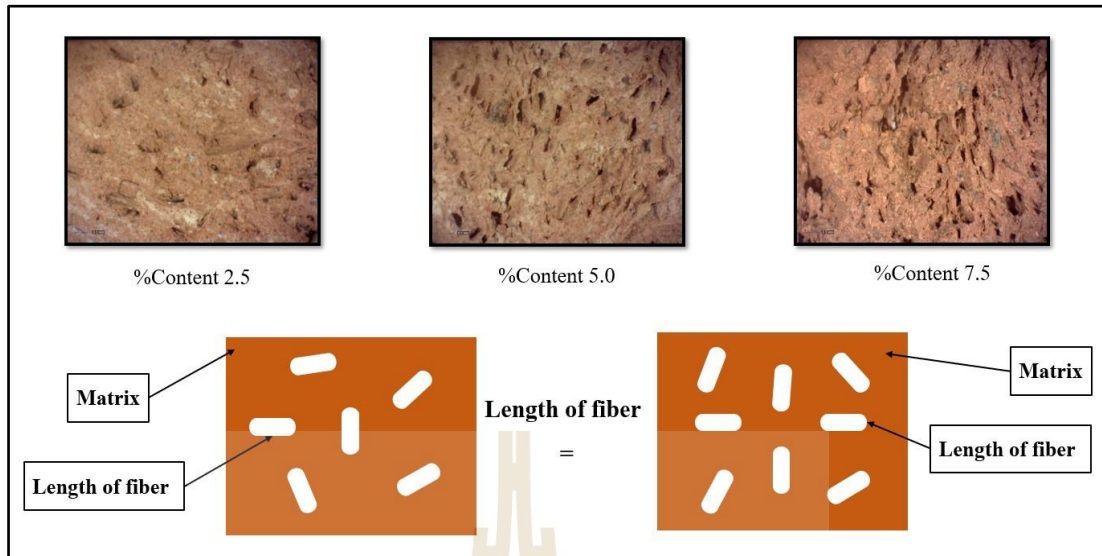 %Content 2.5
%Content 5.0
%Content 7.5
Matrix
Length of fiber
Length of fiber
=
Matrix
Length of fiber